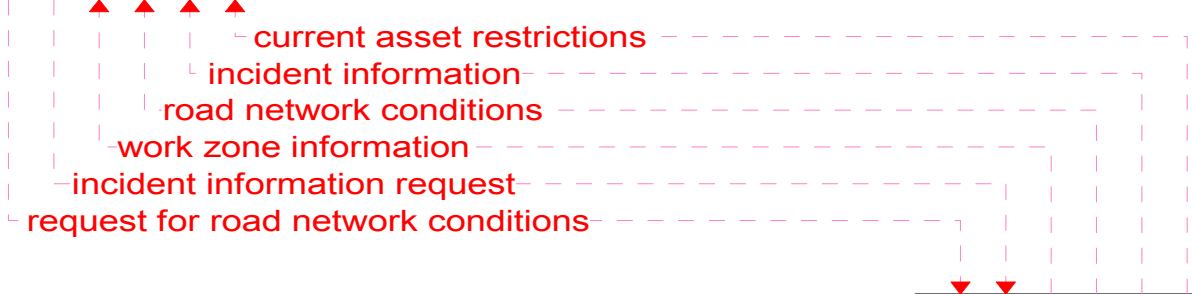 current asset restrictions
incident information
road network conditions
work zone information
incident information request
request for road network conditions